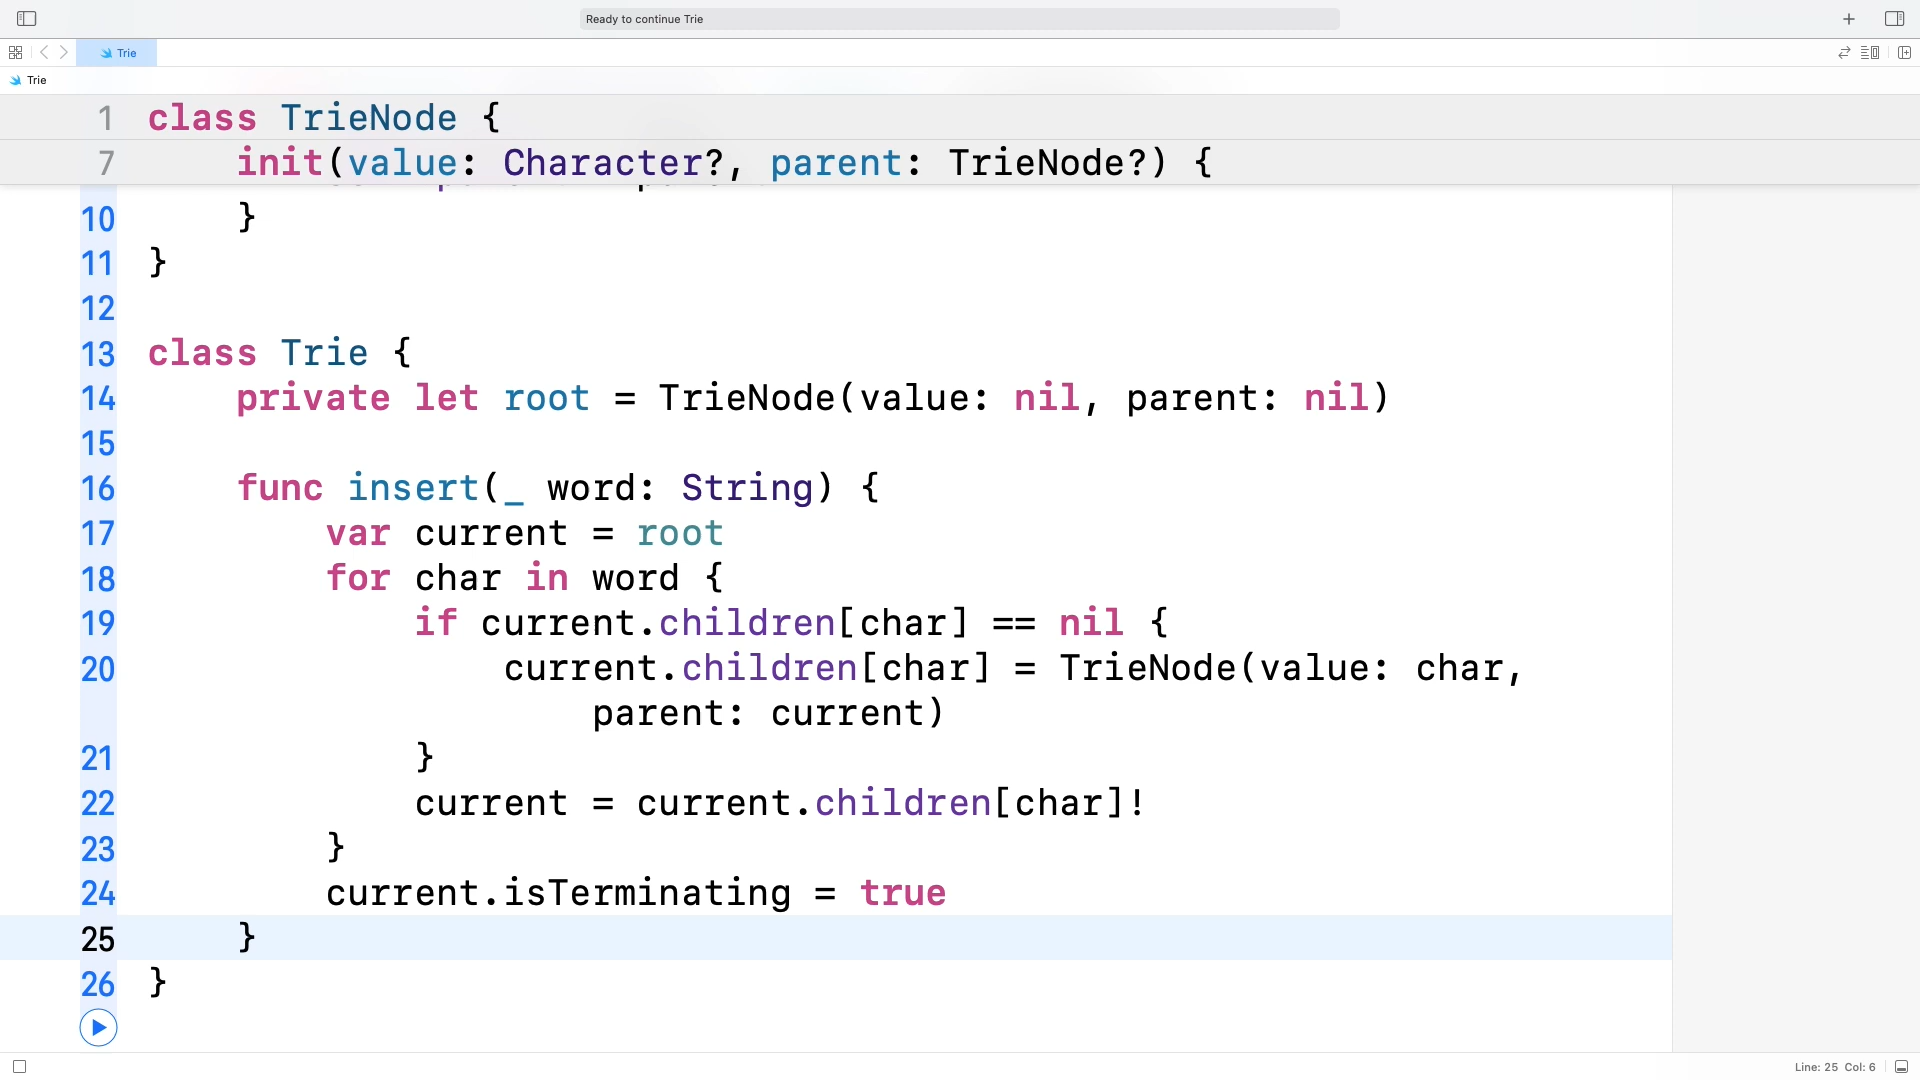 Ready to continue Trie
Trie
Trie
1 class TrieNode {
7 init(value: Character?, parent: TrieNode?) {
10 }
11 }
12
13 class Trie {
14 private let root = TrieNode(value: nil, parent: nil)
15
16 func insert(_ word: String) {
17 var current = root
18 for char in word {
19 if current.children[char] == nil {
20 current.children[char] = TrieNode(value: char,
parent: current)
21 }
22 current = current.children[char]!
23 }
24 current.isTerminating = true
25 }
26 }
Line: 25 Col: 6